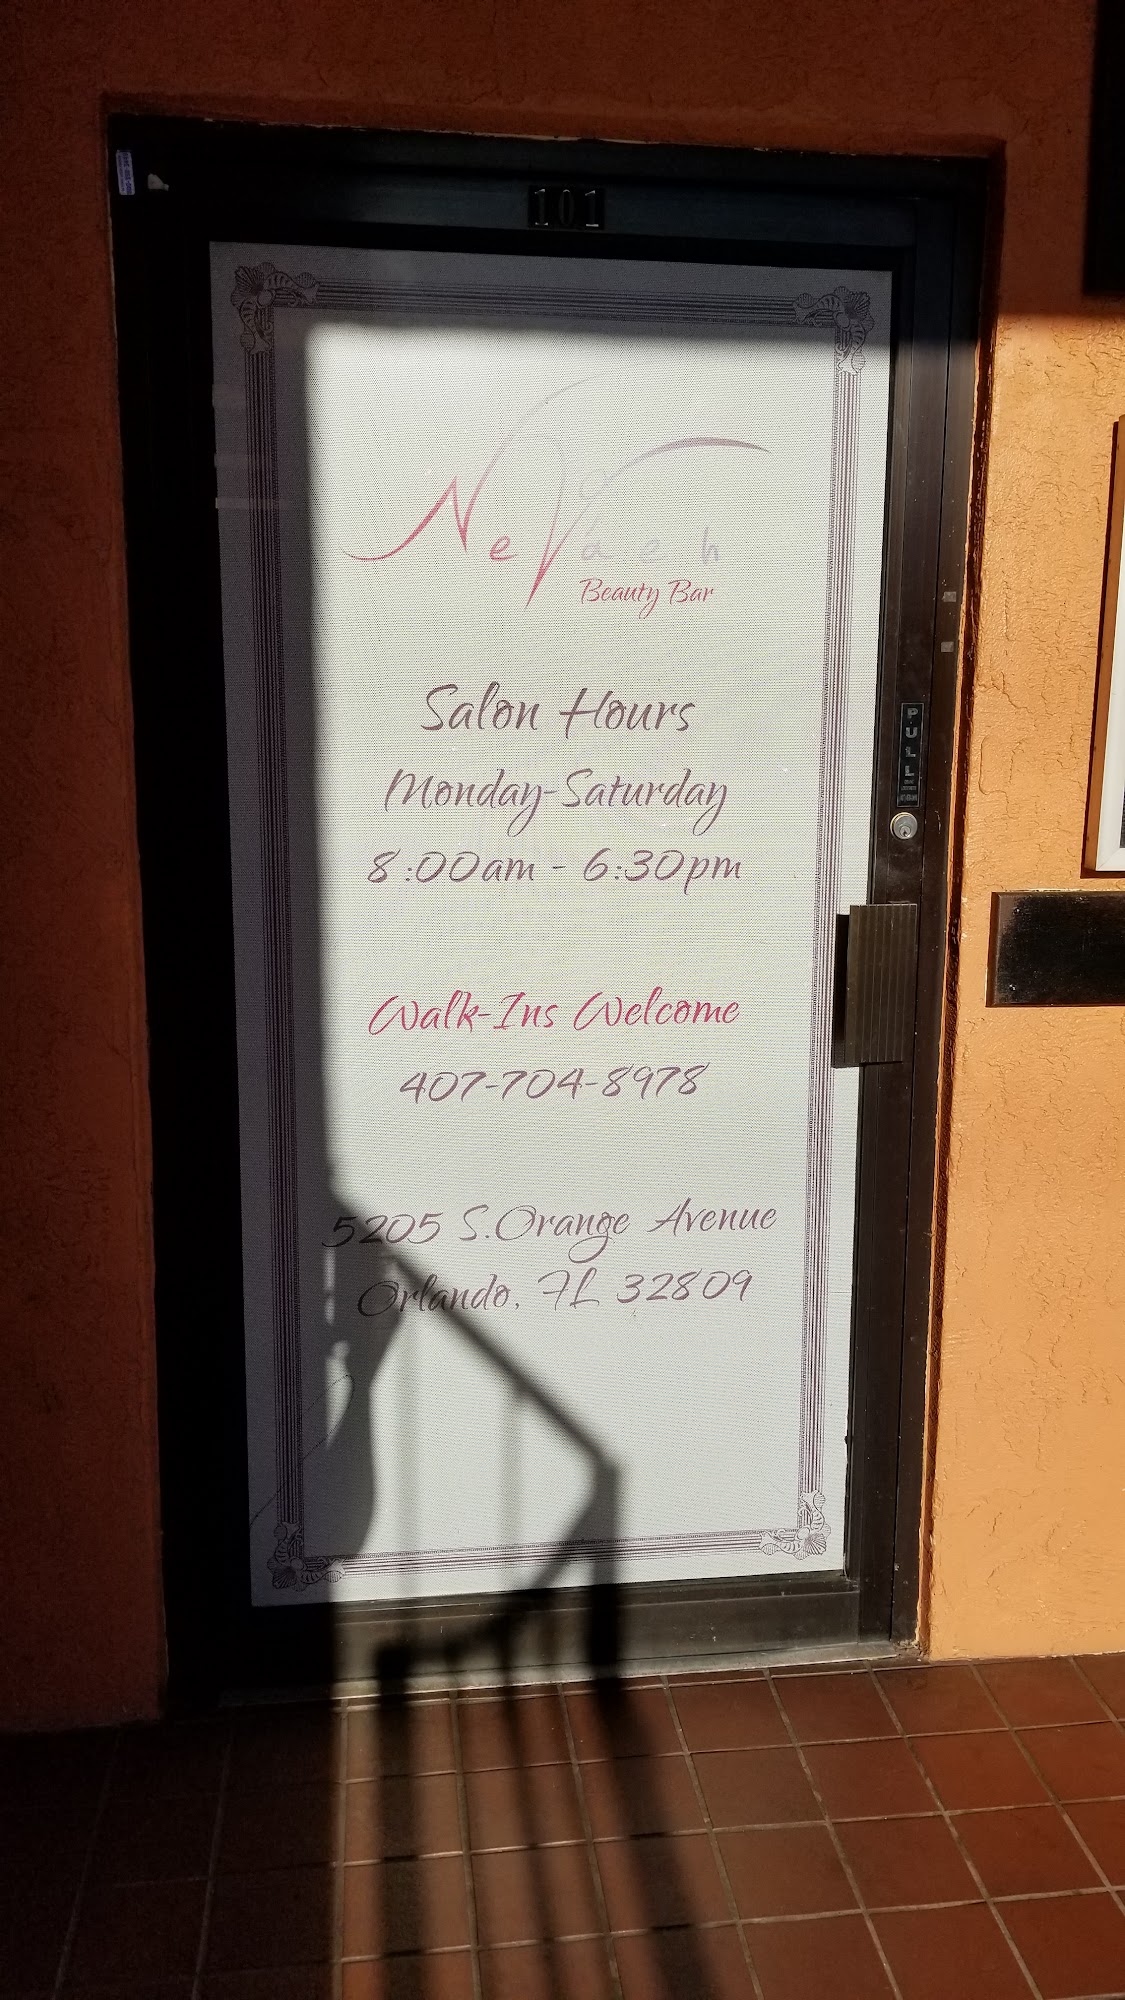 101
NeVaeh
Beauty Bar
Salon Hours
Monday-Saturday
8:00am - 6:30pm
PULL
Walk-Ins Welcome
407-704-8978
5205 S. Orange Avenue
Orlando, FL 32809